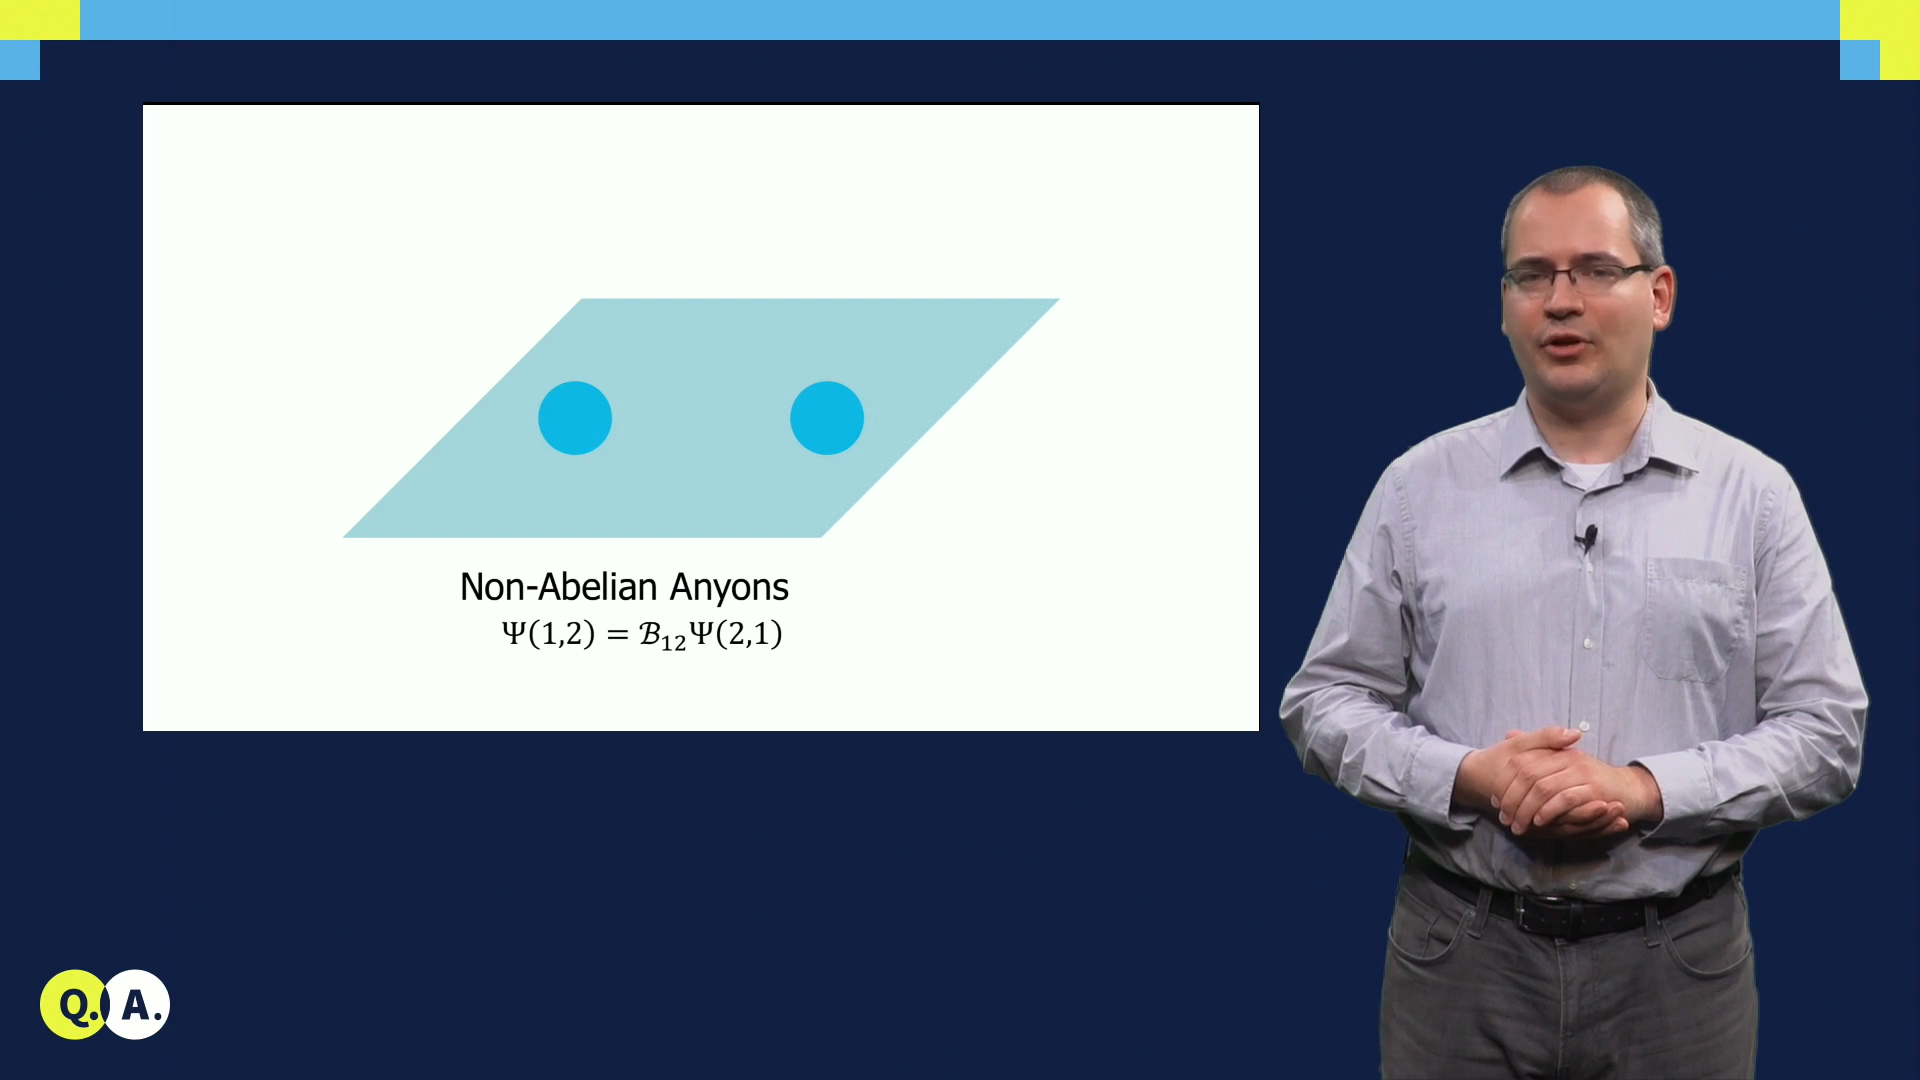 Non-Abelian Anyons
Ψ(1,2) = ℬ₁₂Ψ(2,1)
Q. A.